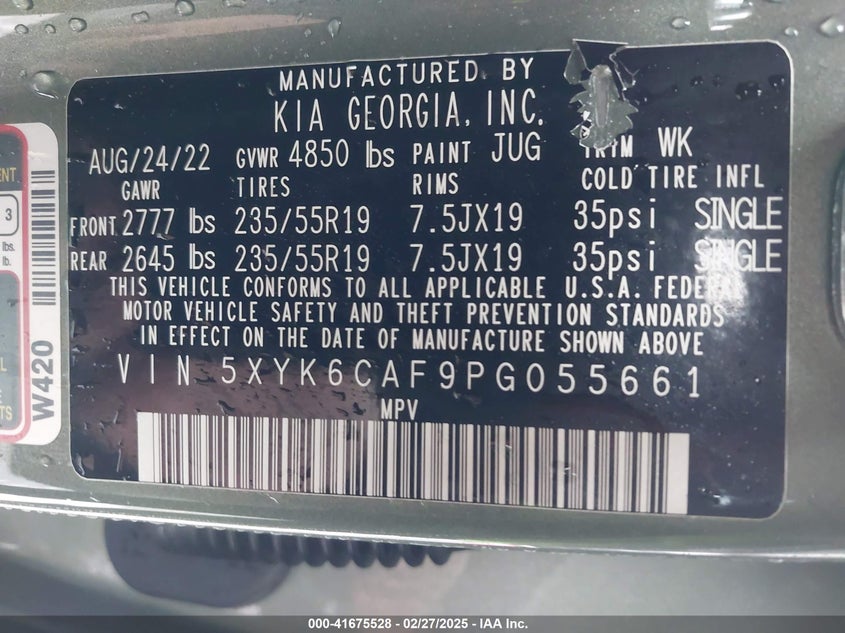 MANUFACTURED BY
KIA GEORGIA, INC.
AUG/24/22 GVWR 4850 lbs PAINT JUG TRIM WK
GAWR TIRES RIMS COLD TIRE INFL
FRONT 2777 lbs 235/55R19 7.5JX19 35psi SINGLE
REAR 2645 lbs 235/55R19 7.5JX19 35psi SINGLE
THIS VEHICLE CONFORMS TO ALL APPLICABLE U.S.A. FEDERAL
MOTOR VEHICLE SAFETY AND THEFT PREVENTION STANDARDS
IN EFFECT ON THE DATE OF MANUFACTURE SHOWN ABOVE
VIN 5XYK6CAF9PG055661
MPV
3
lbs.
lb.
W420
000-41675528 - 02/27/2025 - IAA Inc.